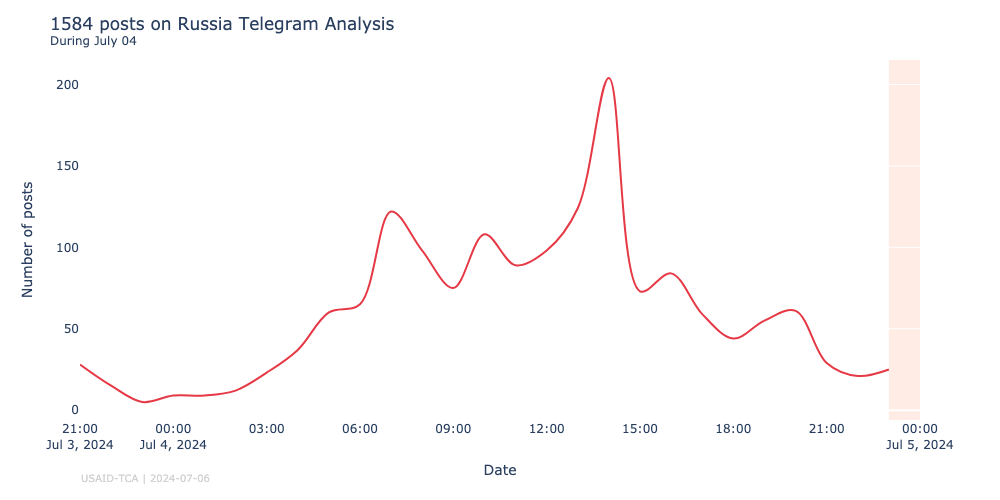 1584 posts on Russia Telegram Analysis
During July 04
Number of posts
200
150
100
50
0
21:00 00:00 03:00 06:00 09:00 12:00 15:00 18:00 21:00 00:00
Jul 3, 2024 Jul 4, 2024 Jul 5, 2024
Date
USAID-TCA | 2024-07-06